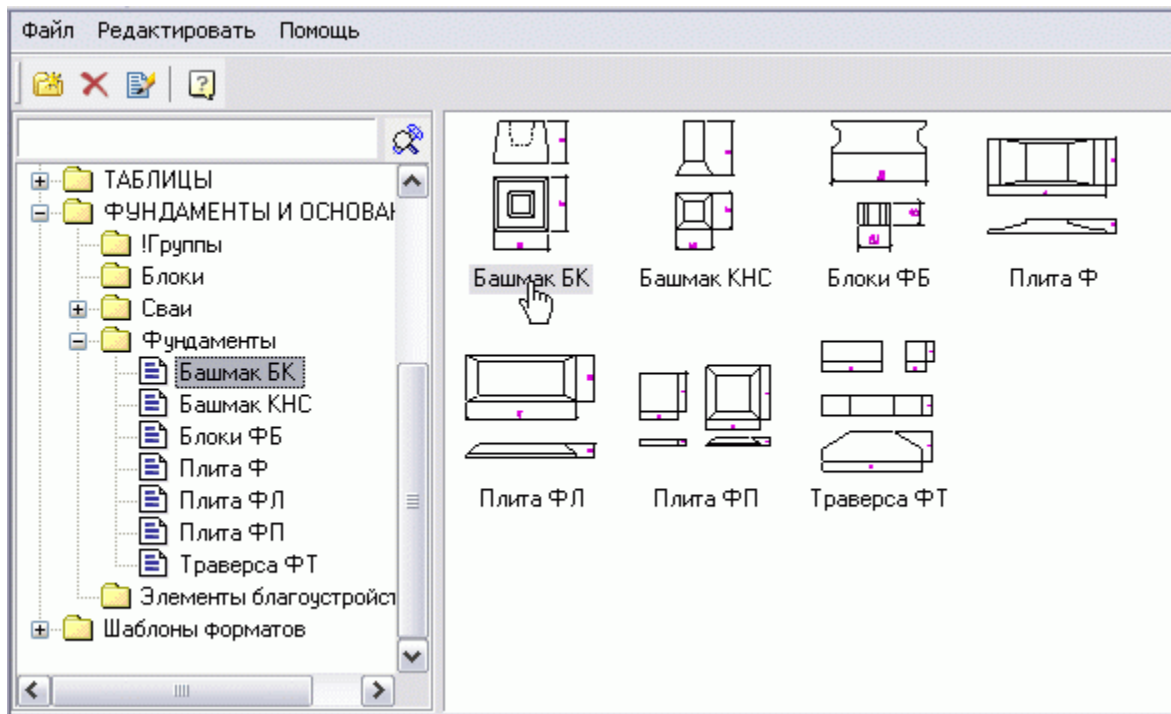 Файл Редактировать Помощь
ТАБЛИЦЫ
ФУНДАМЕНТЫ И ОСНОВАН
!Группы
Блоки
Сваи
Фундаменты
Башмак БК
Башмак КНС
Блоки ФБ
Плита Ф
Плита ФЛ
Плита ФП
Траверса ФТ
Элементы благоустройст
Шаблоны форматов
Башмак БК Башмак КНС Блоки ФБ Плита Ф
Плита ФЛ Плита ФП Траверса ФТ